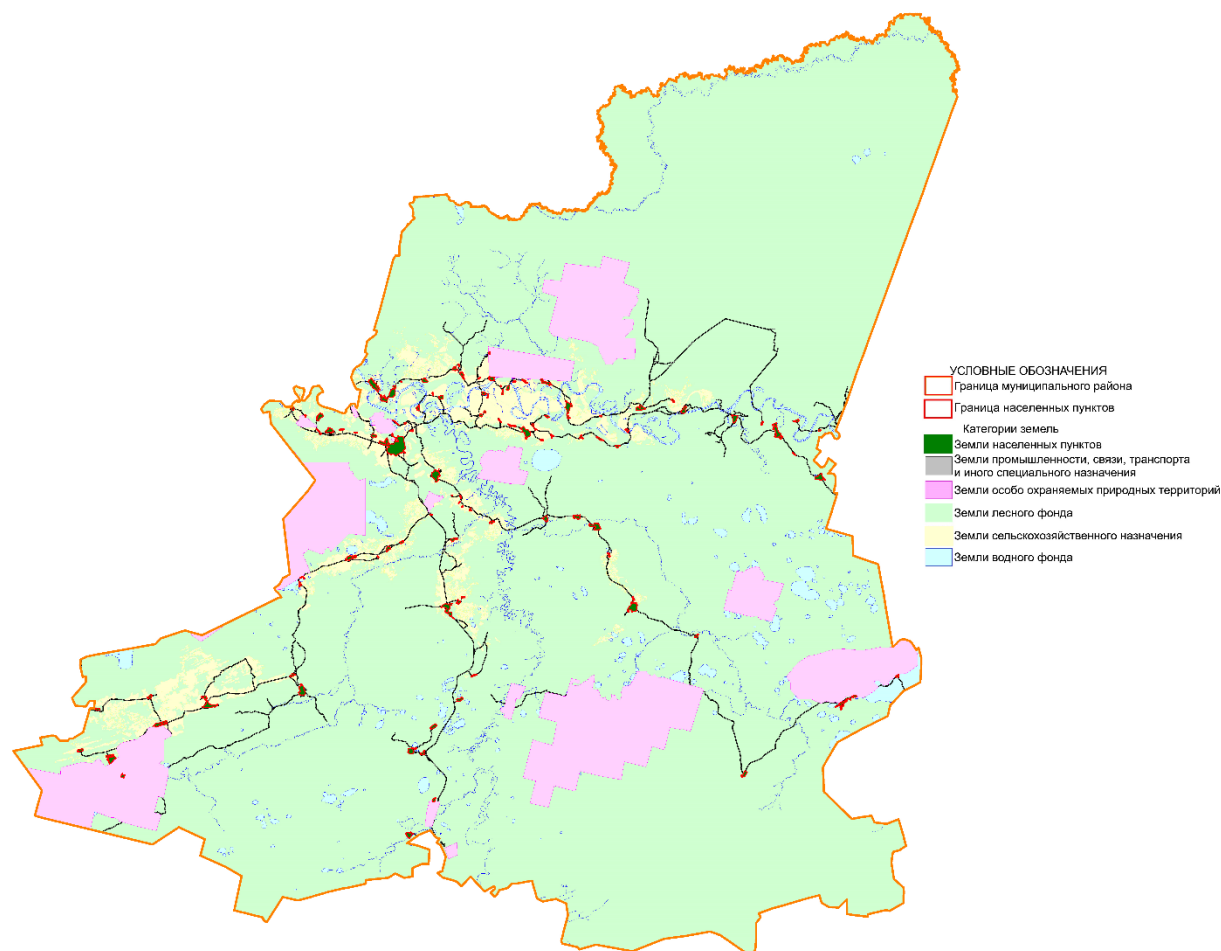 УСЛОВНЫЕ ОБОЗНАЧЕНИЯ
Граница муниципального района
Граница населенных пунктов
Категории земель
Земли населенных пунктов
Земли промышленности, связи, транспорта
и иного специального назначения
Земли особо охраняемых природных территорий
Земли лесного фонда
Земли сельскохозяйственного назначения
Земли водного фонда